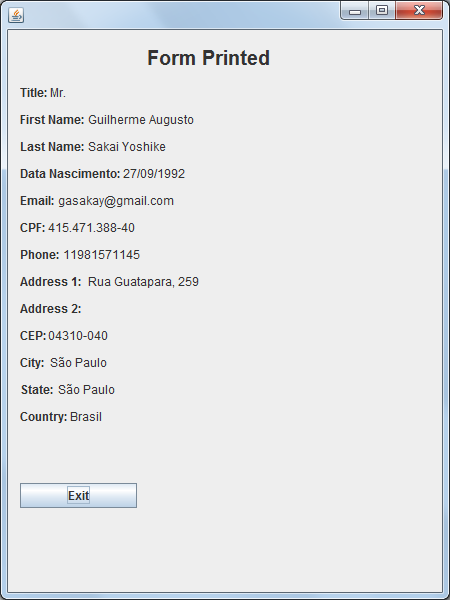 Form Printed
Title: Mr.
First Name: Guilherme Augusto
Last Name: Sakai Yoshike
Data Nascimento: 27/09/1992
Email: gasakay@gmail.com
CPF: 415.471.388-40
Phone: 11981571145
Address 1: Rua Guatapara, 259
Address 2:
CEP: 04310-040
City: São Paulo
State: São Paulo
Country: Brasil
Exit